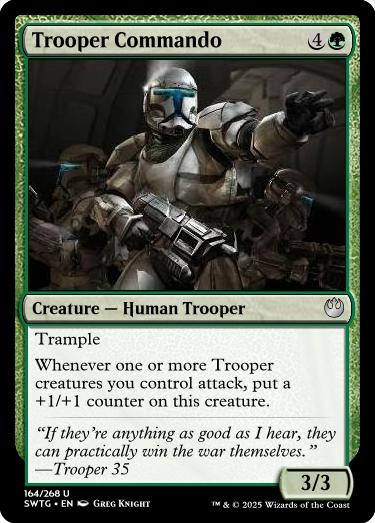 Trooper Commando 4
Creature — Human Trooper
Trample
Whenever one or more Trooper
creatures you control attack, put a
+1/+1 counter on this creature.
“If they’re anything as good as I hear, they
can practically win the war themselves.”
—Trooper 35
3/3
164/268 U
SWTG • EN Greg Knight
™ & © 2025 Wizards of the Coast